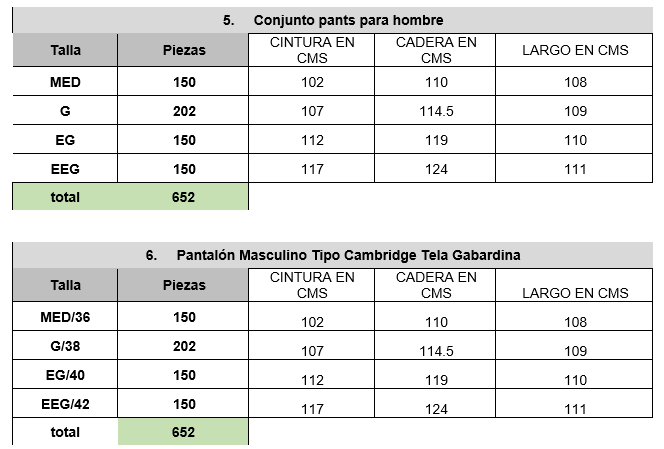 5. Conjunto pants para hombre
Talla Piezas CINTURA EN CMS CADERA EN CMS LARGO EN CMS
MED 150 102 110 108
G 202 107 114.5 109
EG 150 112 119 110
EEG 150 117 124 111
total 652
6. Pantalón Masculino Tipo Cambridge Tela Gabardina
Talla Piezas CINTURA EN CMS CADERA EN CMS LARGO EN CMS
MED/36 150 102 110 108
G/38 202 107 114.5 109
EG/40 150 112 119 110
EEG/42 150 117 124 111
total 652